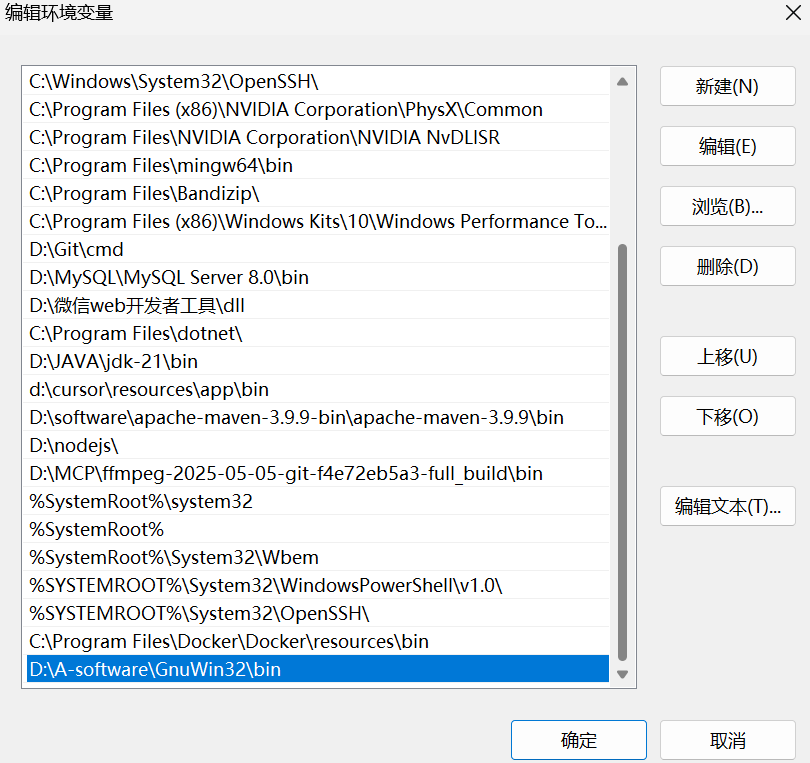 编辑环境变量
C:\Windows\System32\OpenSSH\
C:\Program Files (x86)\NVIDIA Corporation\PhysX\Common
C:\Program Files\NVIDIA Corporation\NVIDIA NvDLISR
C:\Program Files\mingw64\bin
C:\Program Files\Bandizip\
C:\Program Files (x86)\Windows Kits\10\Windows Performance To...
D:\Git\cmd
D:\MySQL\MySQL Server 8.0\bin
D:\微信web开发者工具\dll
C:\Program Files\dotnet\
D:\JAVA\jdk-21\bin
d:\cursor\resources\app\bin
D:\software\apache-maven-3.9.9-bin\apache-maven-3.9.9\bin
D:\nodejs\
D:\MCP\ffmpeg-2025-05-05-git-f4e72eb5a3-full_build\bin
%SystemRoot%\system32
%SystemRoot%
%SystemRoot%\System32\Wbem
%SYSTEMROOT%\System32\WindowsPowerShell\v1.0\
%SYSTEMROOT%\System32\OpenSSH\
C:\Program Files\Docker\Docker\resources\bin
D:\A-software\GnuWin32\bin
新建(N)
编辑(E)
浏览(B)...
删除(D)
上移(U)
下移(O)
编辑文本(T)...
确定
取消